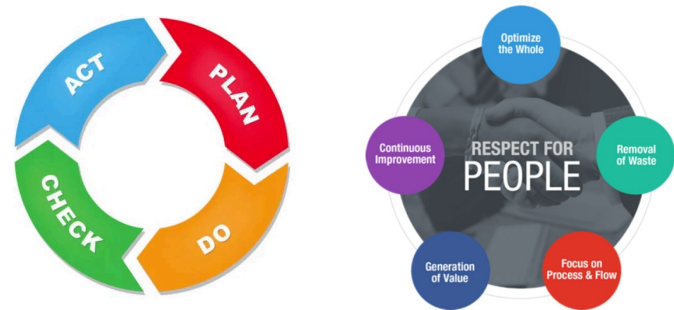 ACT
PLAN
CHECK
DO
Optimize
the Whole
Continuous
Improvement
RESPECT FOR
PEOPLE
Removal
of Waste
Generation
of Value
Focus on
Process & Flow